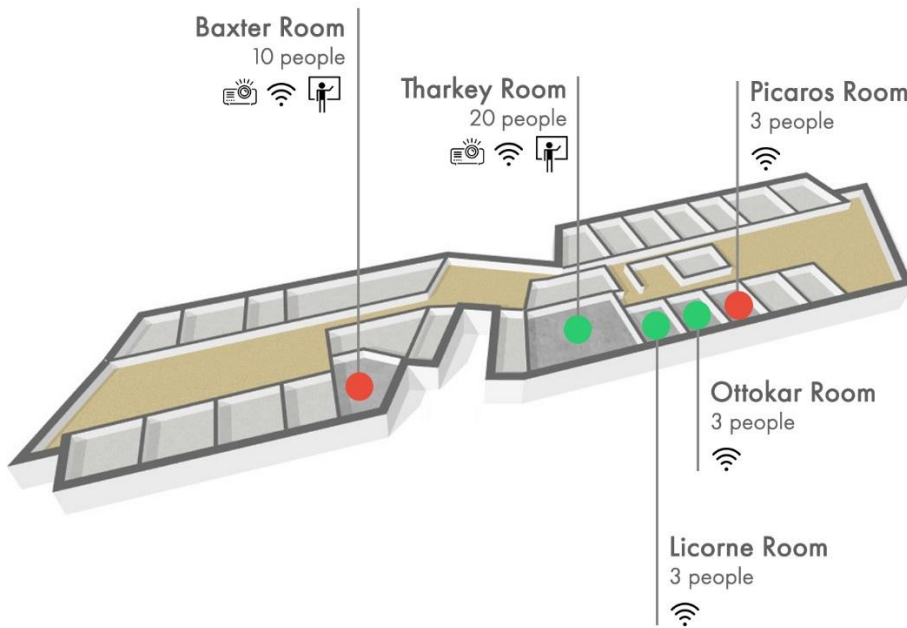 Baxter Room
10 people
Tharkey Room
20 people
Picaros Room
3 people
Ottokar Room
3 people
Licorne Room
3 people